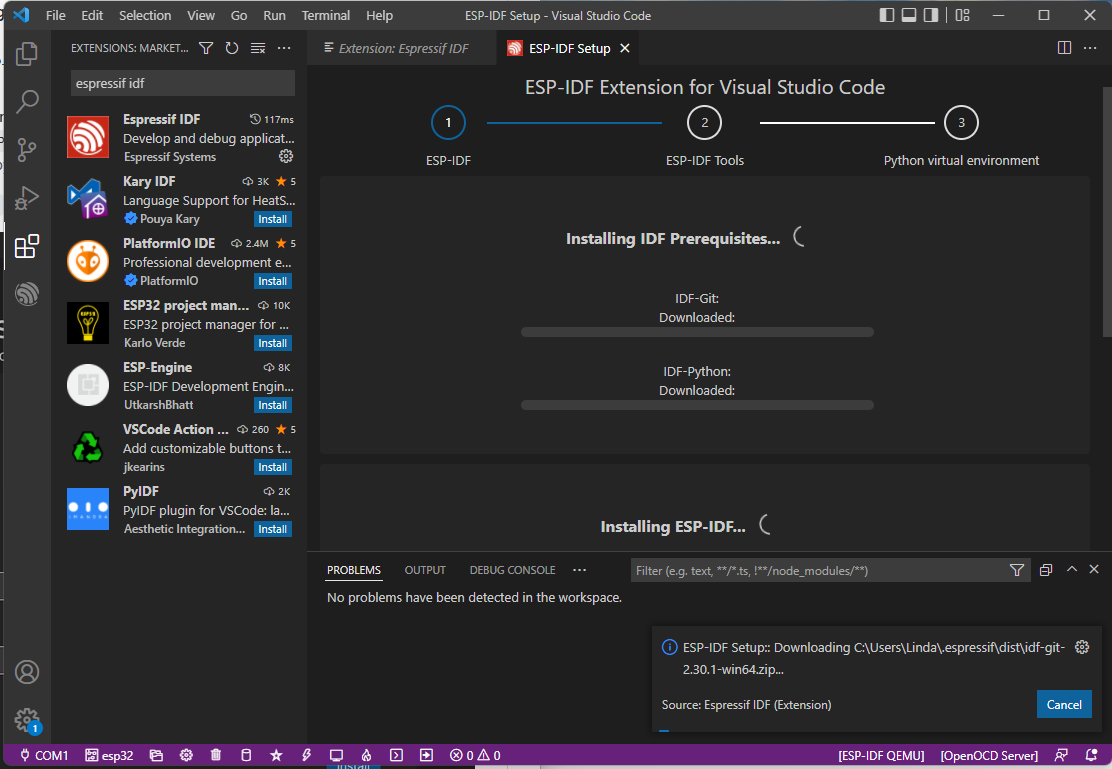 File Edit Selection View Go Run Terminal Help ESP-IDF Setup - Visual Studio Code
EXTENSIONS: MARKET...
Extension: Espressif IDF
ESP-IDF Setup
espressif idf
Espressif IDF 117ms
Develop and debug applicat...
Espressif Systems
Kary IDF 3K 5
Language Support for HeatS...
Pouya Kary Install
PlatformIO IDE 2.4M 5
Professional development e...
PlatformIO Install
ESP32 project man... 10K
ESP32 project manager for ...
Karlo Verde Install
ESP-Engine 8K
ESP-IDF Development Engin...
UtkarshBhatt Install
VSCode Action ... 260 5
Add customizable buttons t...
jkearins Install
PyIDF 2K
PyIDF plugin for VSCode: la...
Aesthetic Integration... Install
ESP-IDF Extension for Visual Studio Code
1 2 3
ESP-IDF ESP-IDF Tools Python virtual environment
Installing IDF Prerequisites...
IDF-Git:
Downloaded:
IDF-Python:
Downloaded:
Installing ESP-IDF...
PROBLEMS OUTPUT DEBUG CONSOLE
Filter (e.g. text, **/*.ts, !**/node_modules/**)
No problems have been detected in the workspace.
ESP-IDF Setup:: Downloading C:\Users\Linda\.espressif\dist\idf-git-
2.30.1-win64.zip...
Source: Espressif IDF (Extension) Cancel
1
COM1 esp32 0 0 [ESP-IDF QEMU] [OpenOCD Server]